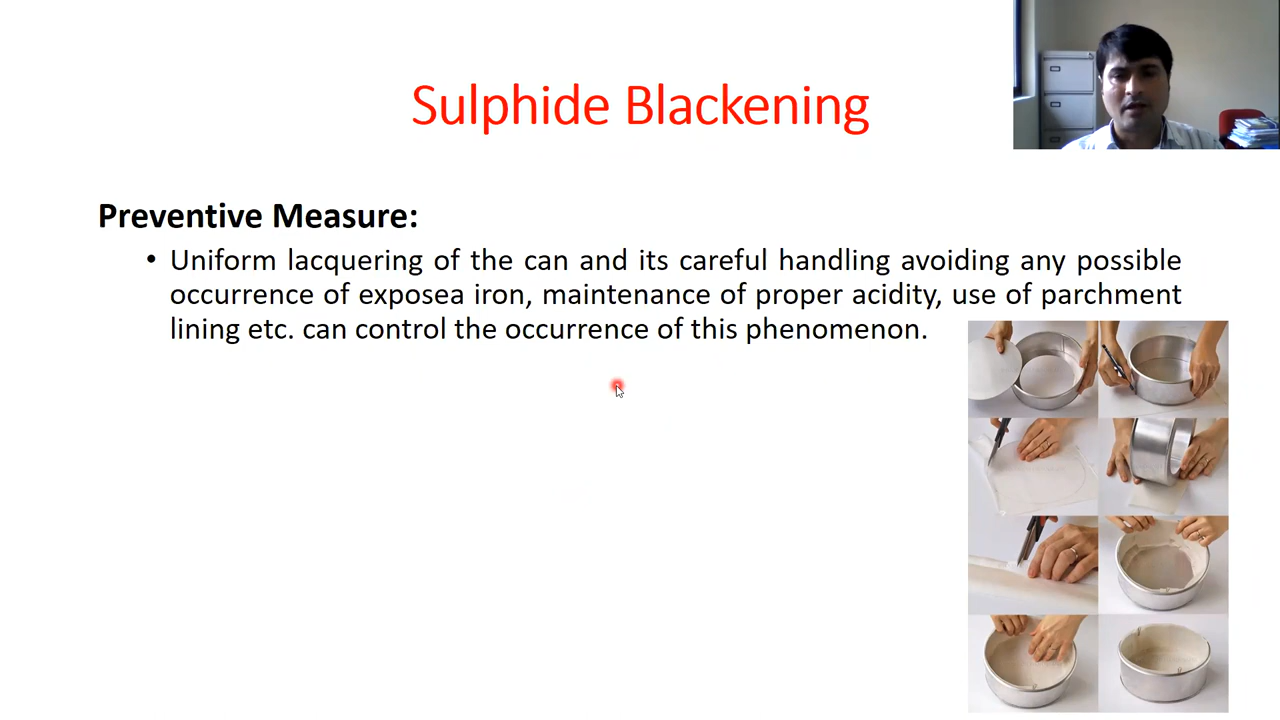 Sulphide Blackening
Preventive Measure:
• Uniform lacquering of the can and its careful handling avoiding any possible
occurrence of exposea iron, maintenance of proper acidity, use of parchment
lining etc. can control the occurrence of this phenomenon.